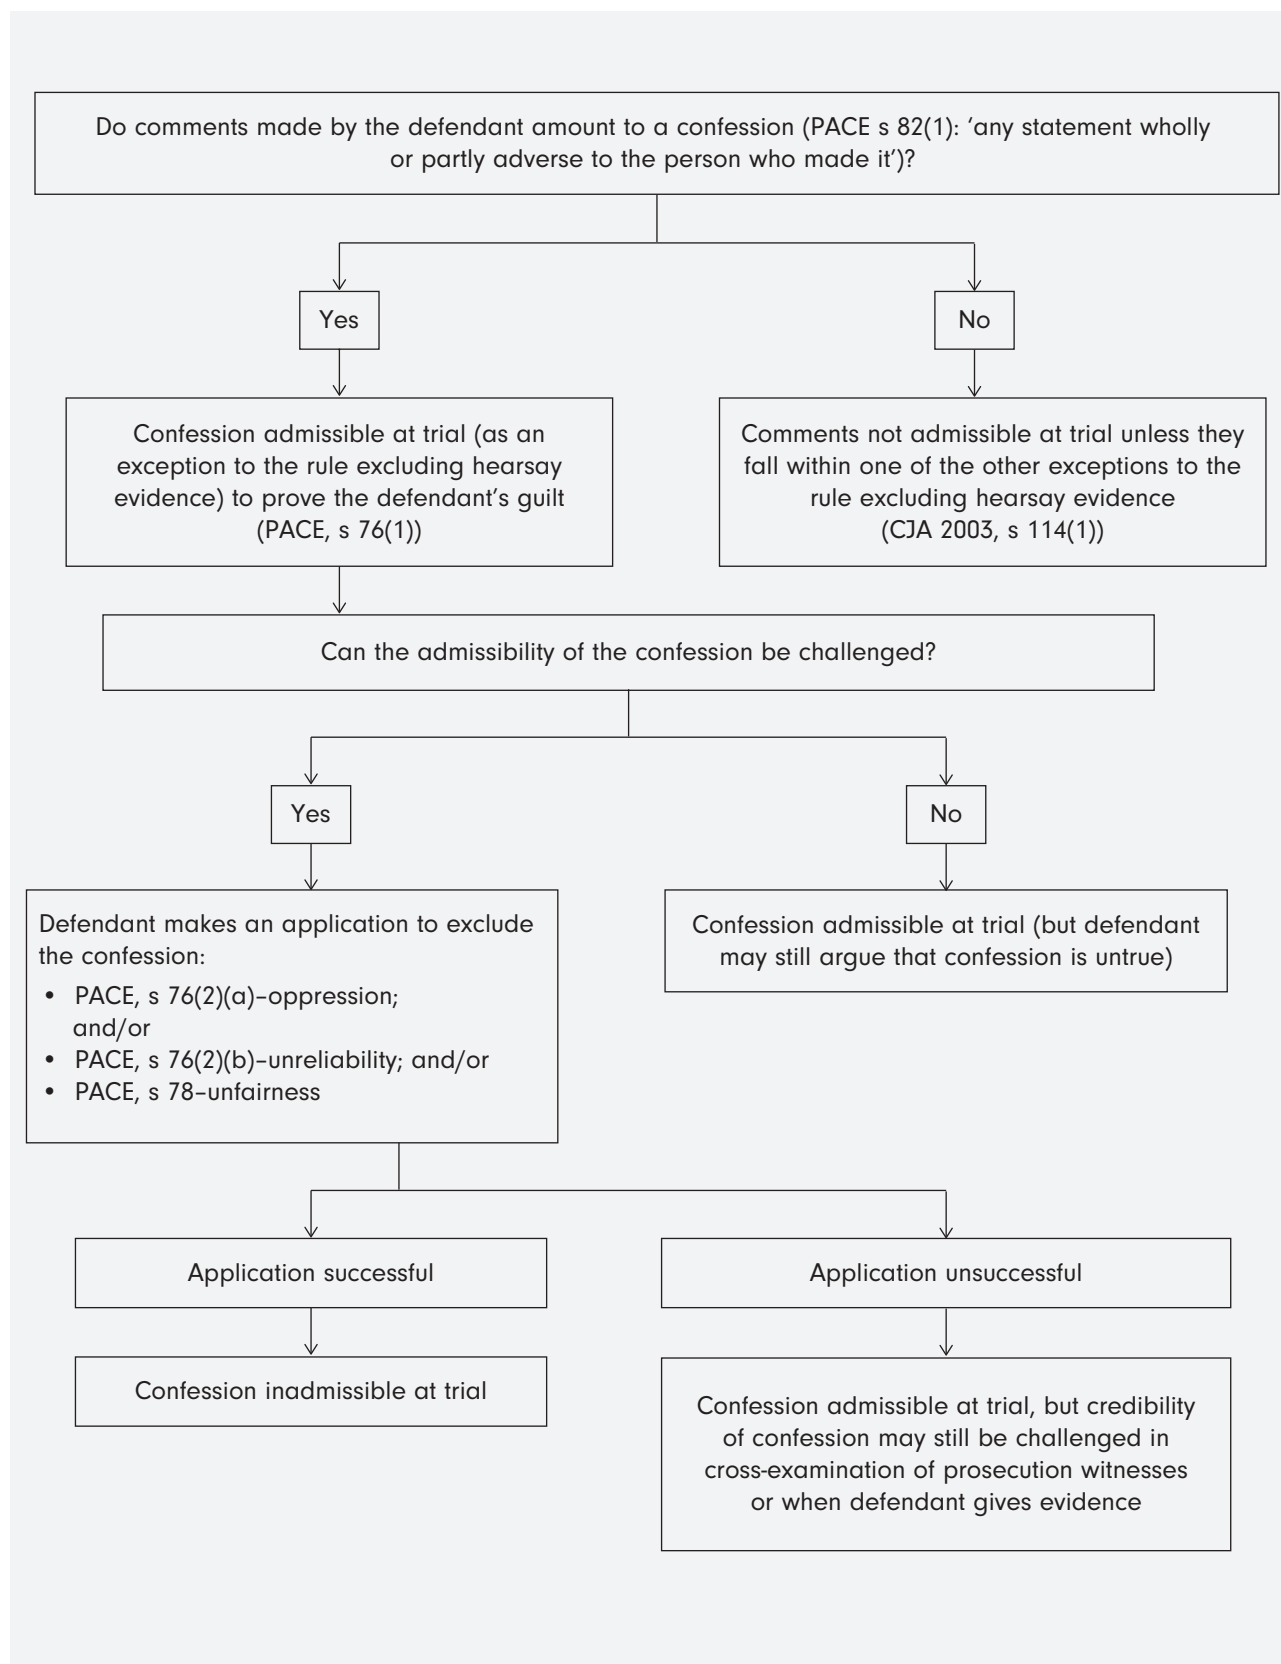 Do comments made by the defendant amount to a confession (PACE s 82(1): ‘any statement wholly
or partly adverse to the person who made it’)?
Yes
No
Confession admissible at trial (as an
exception to the rule excluding hearsay
evidence) to prove the defendant’s guilt
(PACE, s 76(1))
Comments not admissible at trial unless they
fall within one of the other exceptions to the
rule excluding hearsay evidence
(CJA 2003, s 114(1))
Can the admissibility of the confession be challenged?
Yes
No
Defendant makes an application to exclude
the confession:
• PACE, s 76(2)(a)–oppression;
and/or
• PACE, s 76(2)(b)–unreliability; and/or
• PACE, s 78–unfairness
Confession admissible at trial (but defendant
may still argue that confession is untrue)
Application successful
Application unsuccessful
Confession inadmissible at trial
Confession admissible at trial, but credibility
of confession may still be challenged in
cross-examination of prosecution witnesses
or when defendant gives evidence